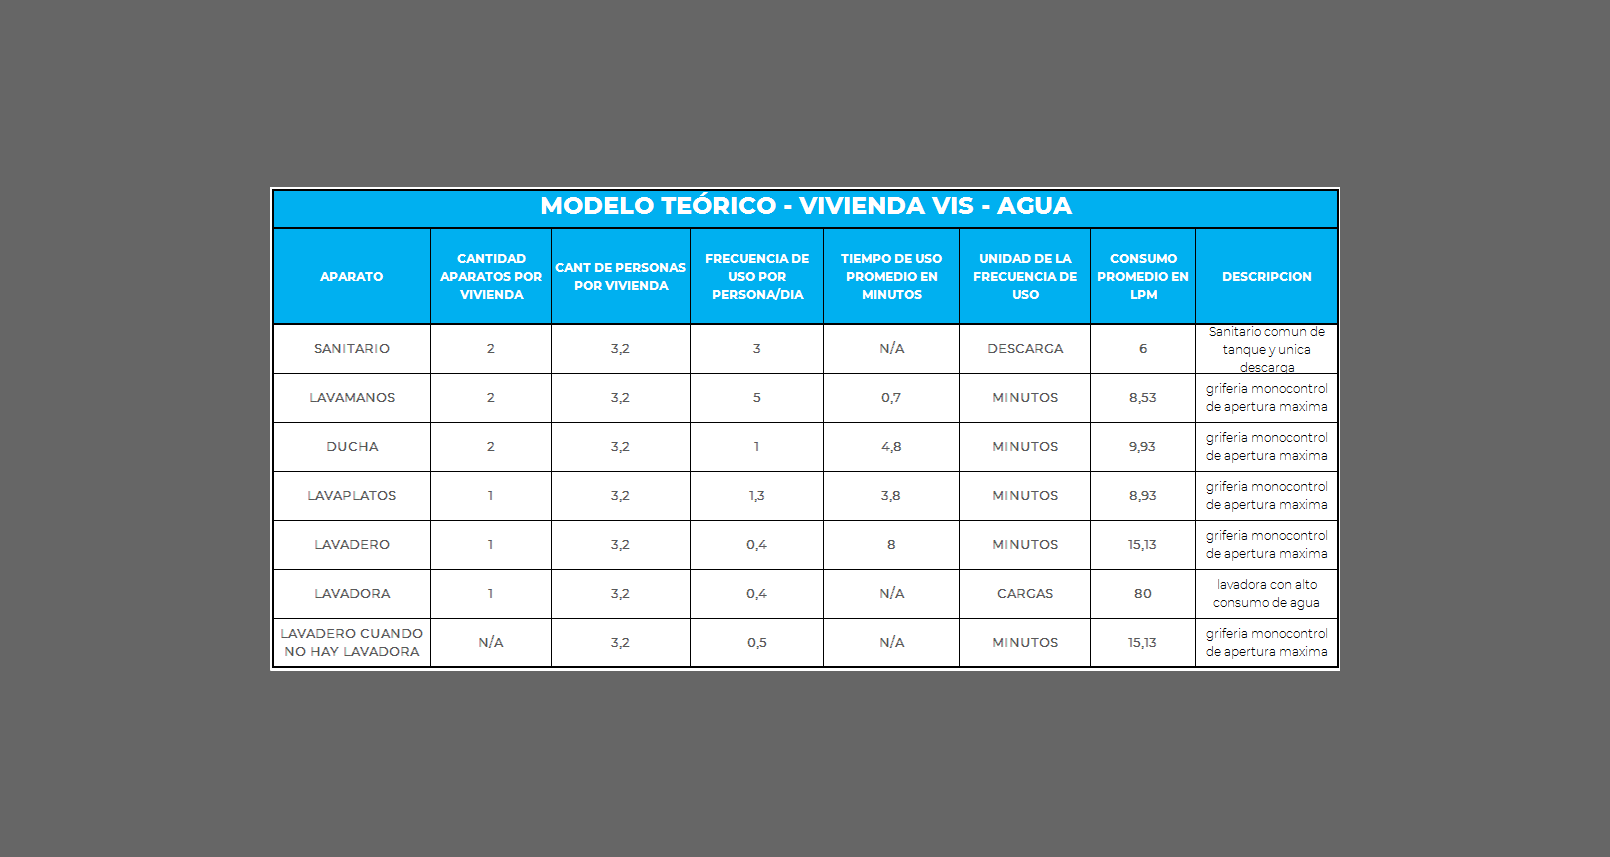 MODELO TEÓRICO - VIVIENDA VIS - AGUA
APARATO
CANTIDAD
APARATOS POR
VIVIENDA
CANT DE PERSONAS
POR VIVIENDA
FRECUENCIA DE
USO POR
PERSONA/DIA
TIEMPO DE USO
PROMEDIO EN
MINUTOS
UNIDAD DE LA
FRECUENCIA DE
USO
CONSUMO
PROMEDIO EN
LPM
DESCRIPCION
SANITARIO
2
3,2
3
N/A
DESCARGA
6
Sanitario comun de
tanque y unica
descarga
LAVAMANOS
2
3,2
5
0,7
MINUTOS
8,53
griferia monocontrol
de apertura maxima
DUCHA
2
3,2
1
4,8
MINUTOS
9,93
griferia monocontrol
de apertura maxima
LAVAPLATOS
1
3,2
1,3
3,8
MINUTOS
8,93
griferia monocontrol
de apertura maxima
LAVADERO
1
3,2
0,4
8
MINUTOS
15,13
griferia monocontrol
de apertura maxima
LAVADORA
1
3,2
0,4
N/A
CARGAS
80
lavadora con alto
consumo de agua
LAVADERO CUANDO
NO HAY LAVADORA
N/A
3,2
0,5
N/A
MINUTOS
15,13
griferia monocontrol
de apertura maxima